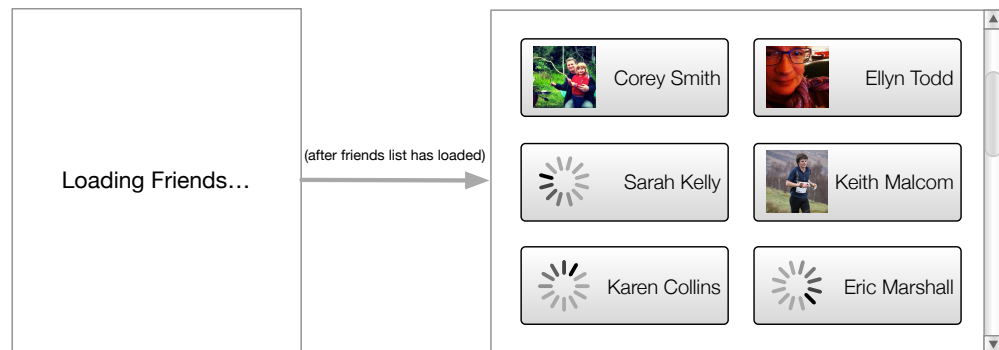 Loading Friends…
(after friends list has loaded)
Corey Smith
Ellyn Todd
Sarah Kelly
Keith Malcom
Karen Collins
Eric Marshall